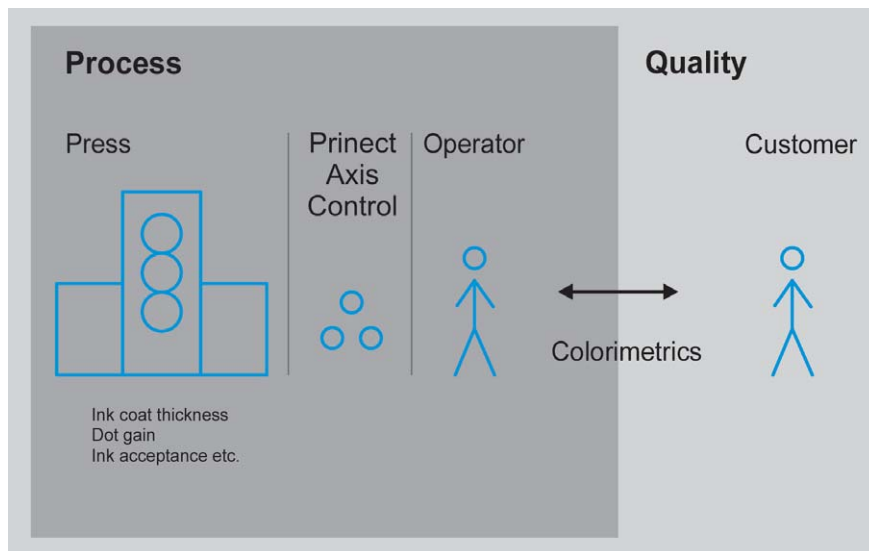 Process
Quality
Press
Prinect
Axis
Control
Operator
Customer
Colorimetrics
Ink coat thickness
Dot gain
Ink acceptance etc.